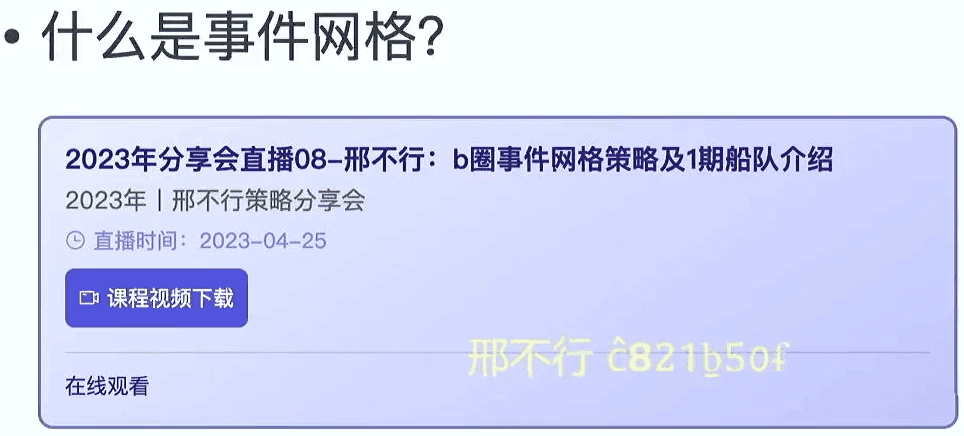 • 什么是事件网格?
2023年分享会直播08-邢不行：b圈事件网格策略及1期船队介绍
2023年 | 邢不行策略分享会
直播时间：2023-04-25
课程视频下载
邢不行 ĉ821ḇ5of
在线观看